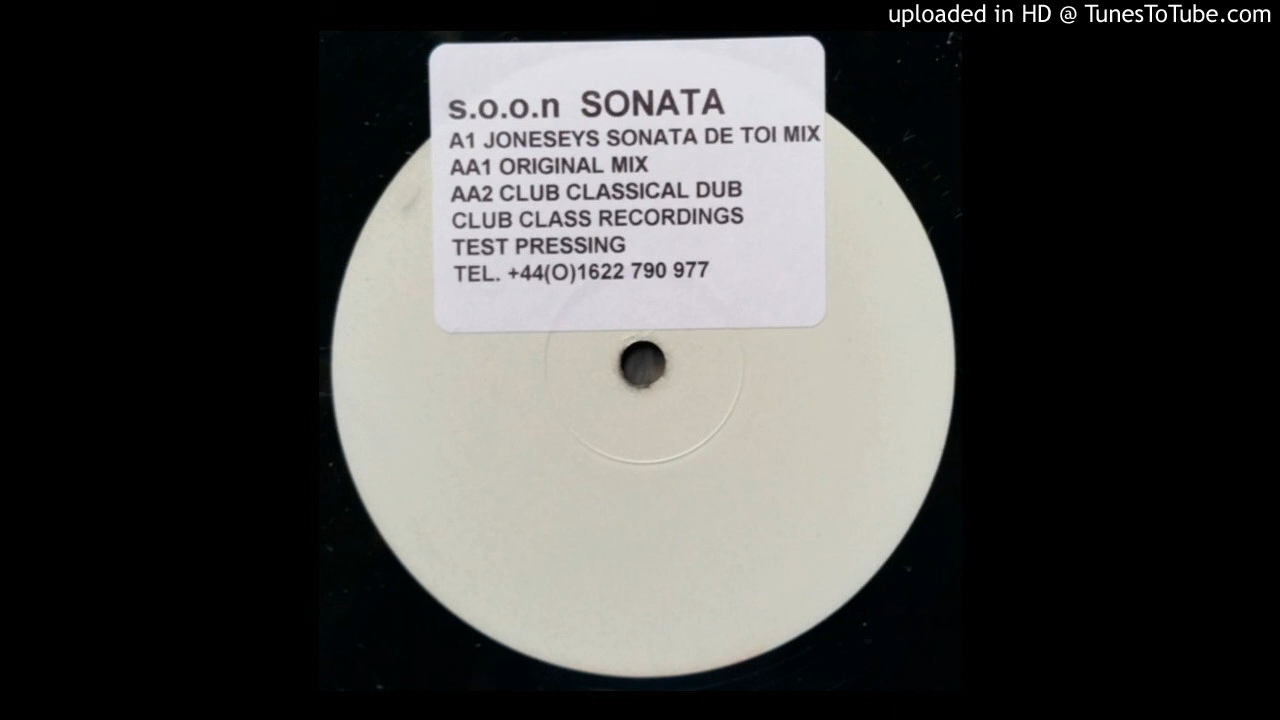 uploaded in HD @ TunesToTube.com
s.o.o.n SONATA
A1 JONESEYS SONATA DE TOI MIX
AA1 ORIGINAL MIX
AA2 CLUB CLASSICAL DUB
CLUB CLASS RECORDINGS
TEST PRESSING
TEL. +44(O)1622 790 977